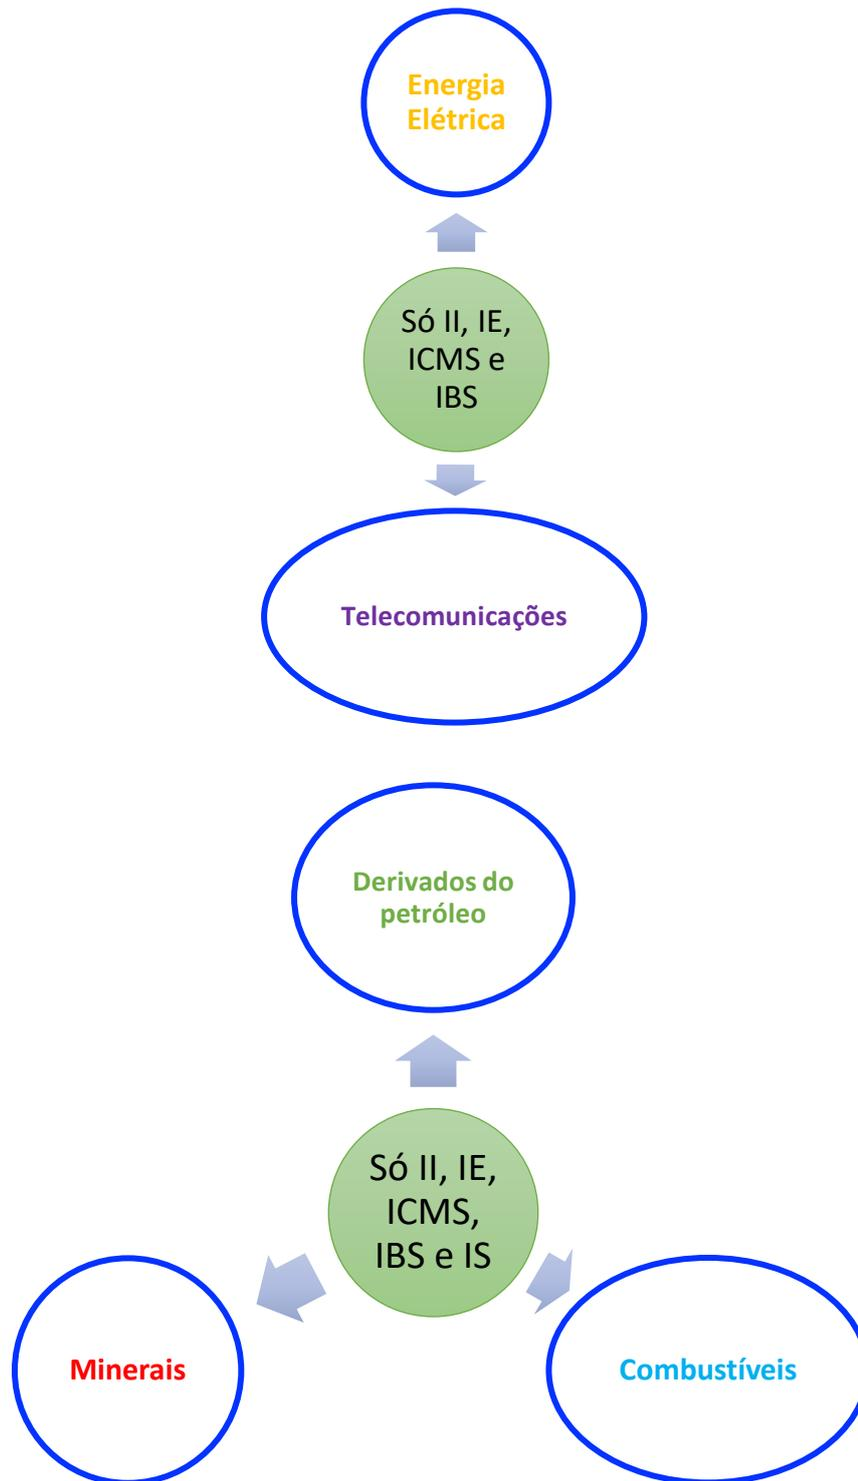 Energia
Elétrica
Só II, IE,
ICMS e
IBS
Telecomunicações
Derivados do
petróleo
Só II, IE,
ICMS,
IBS e IS
Minerais
Combustíveis